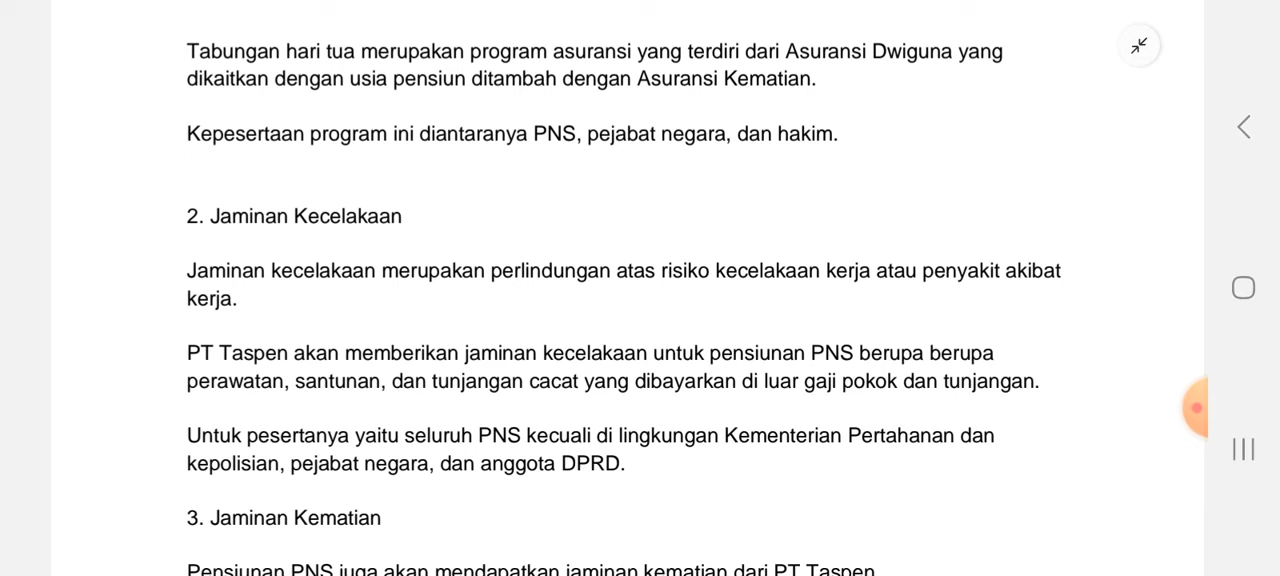 Tabungan hari tua merupakan program asuransi yang terdiri dari Asuransi Dwiguna yang
dikaitkan dengan usia pensiun ditambah dengan Asuransi Kematian.
Kepesertaan program ini diantaranya PNS, pejabat negara, dan hakim.
2. Jaminan Kecelakaan
Jaminan kecelakaan merupakan perlindungan atas risiko kecelakaan kerja atau penyakit akibat
kerja.
PT Taspen akan memberikan jaminan kecelakaan untuk pensiunan PNS berupa berupa
perawatan, santunan, dan tunjangan cacat yang dibayarkan di luar gaji pokok dan tunjangan.
Untuk pesertanya yaitu seluruh PNS kecuali di lingkungan Kementerian Pertahanan dan
kepolisian, pejabat negara, dan anggota DPRD.
3. Jaminan Kematian
Pensiunan PNS juga akan mendapatkan jaminan kematian dari PT Taspen